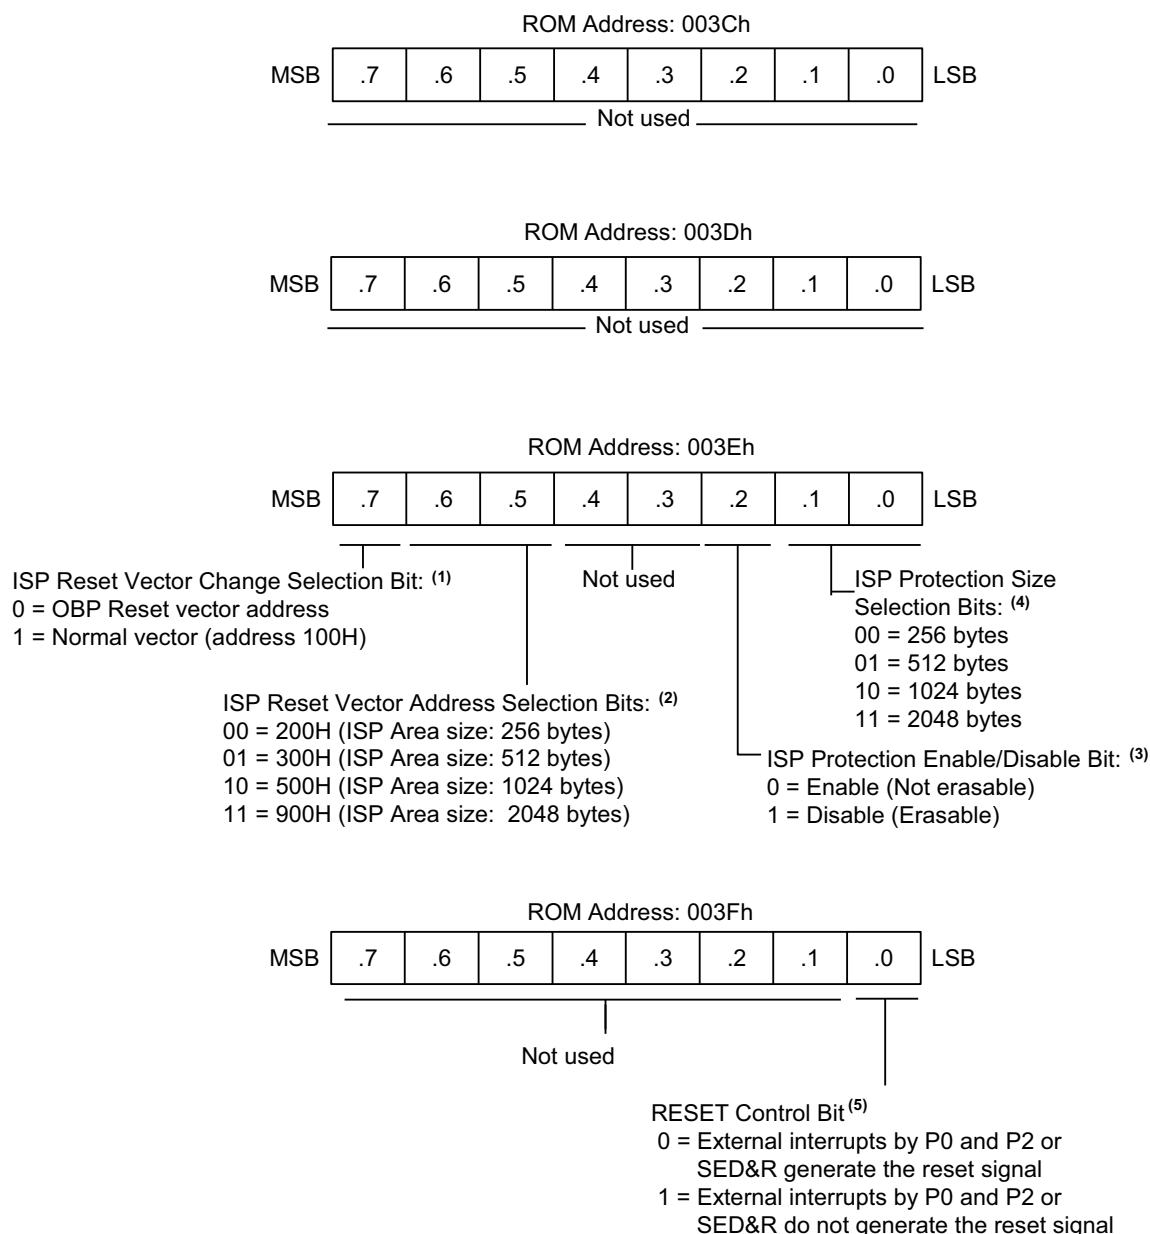 ROM Address: 003Ch
MSB .7 .6 .5 .4 .3 .2 .1 .0 LSB
Not used
ROM Address: 003Dh
MSB .7 .6 .5 .4 .3 .2 .1 .0 LSB
Not used
ROM Address: 003Eh
MSB .7 .6 .5 .4 .3 .2 .1 .0 LSB
ISP Reset Vector Change Selection Bit: (1)
0 = OBP Reset vector address
1 = Normal vector (address 100H)
ISP Reset Vector Address Selection Bits: (2)
00 = 200H (ISP Area size: 256 bytes)
01 = 300H (ISP Area size: 512 bytes)
10 = 500H (ISP Area size: 1024 bytes)
11 = 900H (ISP Area size: 2048 bytes)
Not used
ISP Protection Size
Selection Bits: (4)
00 = 256 bytes
01 = 512 bytes
10 = 1024 bytes
11 = 2048 bytes
ISP Protection Enable/Disable Bit: (3)
0 = Enable (Not erasable)
1 = Disable (Erasable)
ROM Address: 003Fh
MSB .7 .6 .5 .4 .3 .2 .1 .0 LSB
Not used
RESET Control Bit (5)
0 = External interrupts by P0 and P2 or
SED&R generate the reset signal
1 = External interrupts by P0 and P2 or
SED&R do not generate the reset signal